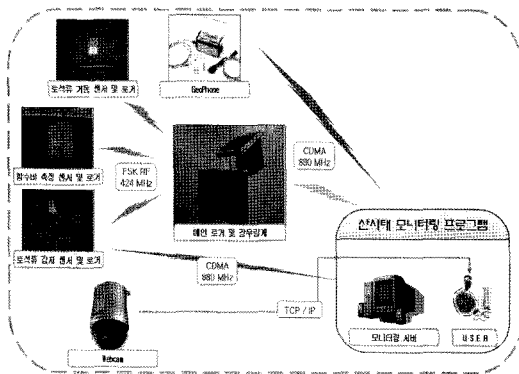 토석류 거동 센서 및 로거
GeoPhone
함수비 측정 센서 및 로거
FSK RF
424 MHz
CDMA
880 MHz
메인 로거 및 강우량계
토석류 감지 센서 및 로거
CDMA
880 MHz
산사태 모니터링 프로그램
TCP / IP
Webcam
모니터링 서버
U S E R